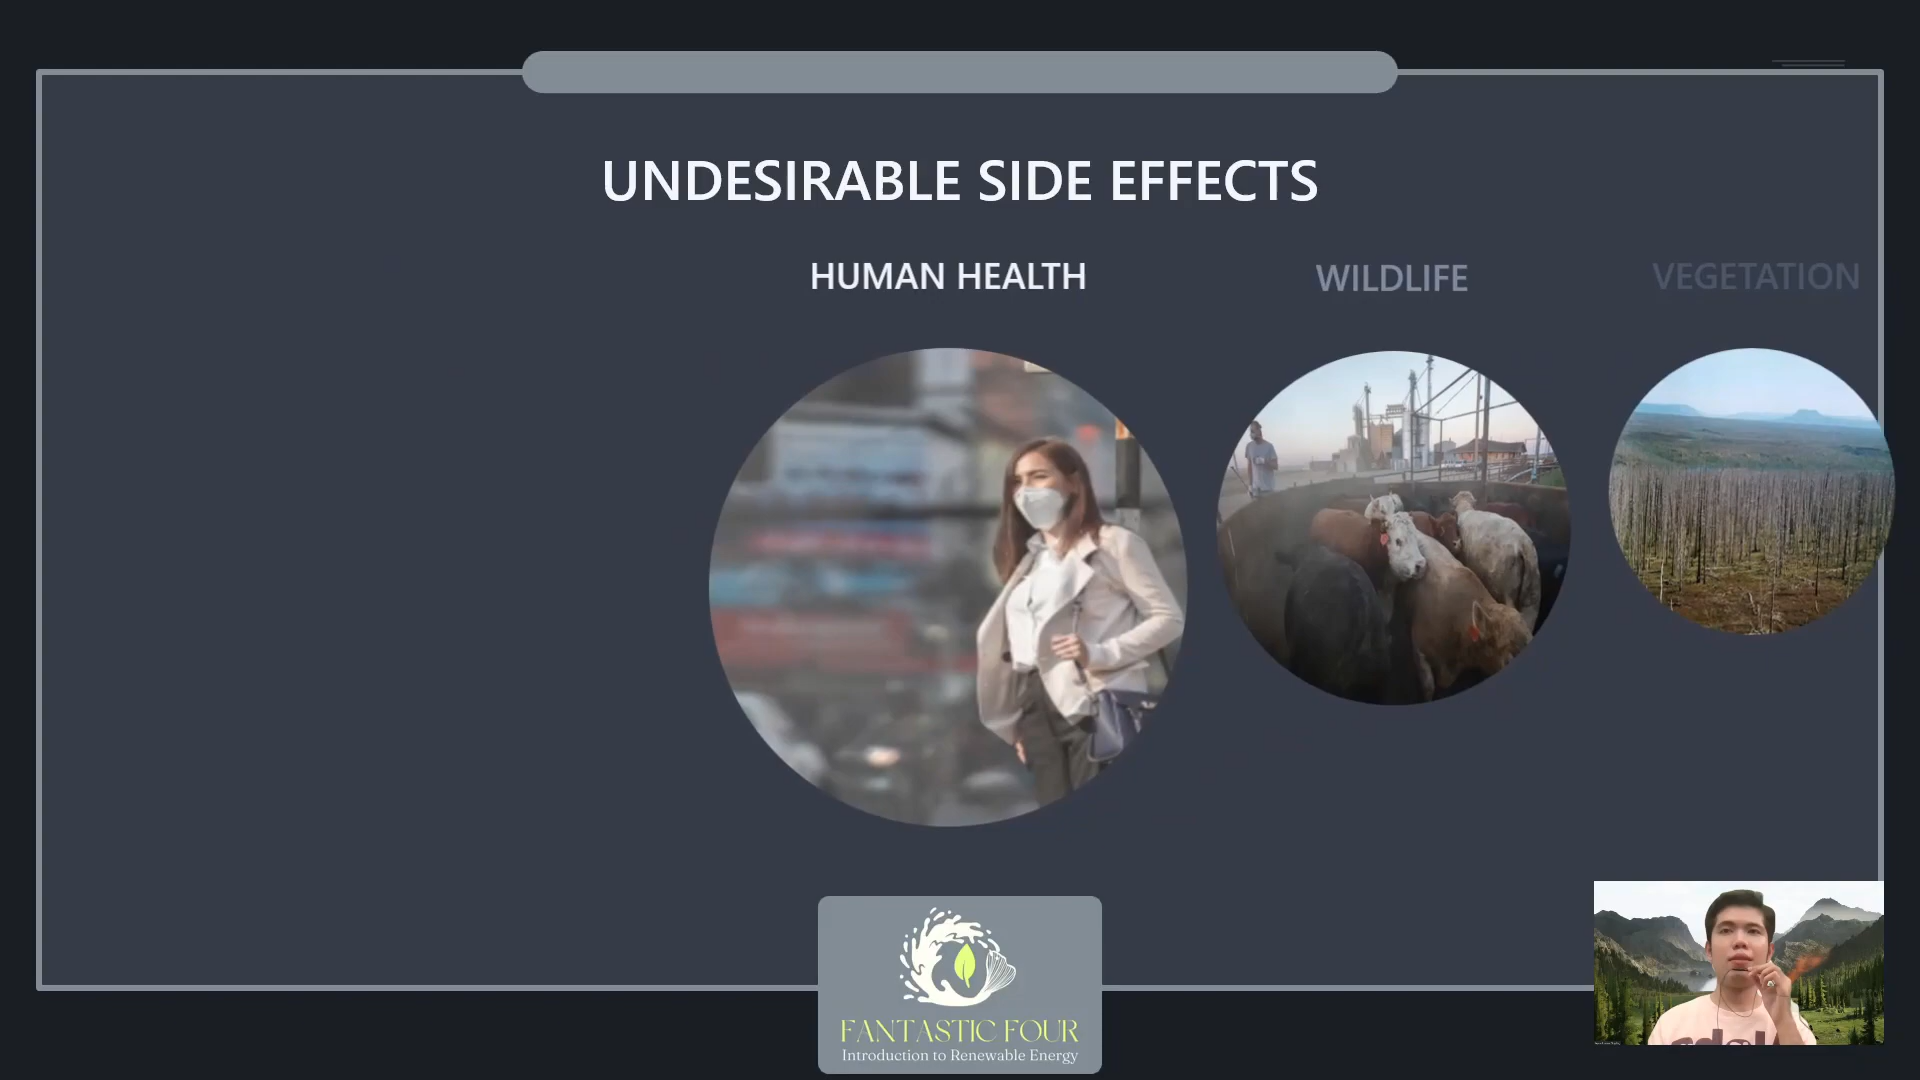 UNDESIRABLE SIDE EFFECTS
HUMAN HEALTH
WILDLIFE
VEGETATION
FANTASTIC FOUR
Introduction to Renewable Energy